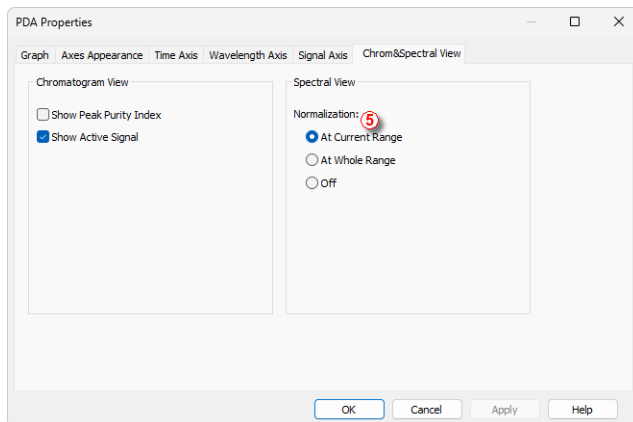 PDA Properties
Graph Axes Appearance Time Axis Wavelength Axis Signal Axis Chrom&Spectral View
Chromatogram View
Show Peak Purity Index
Show Active Signal
Spectral View
Normalization:
5
At Current Range
At Whole Range
Off
OK Cancel Apply Help